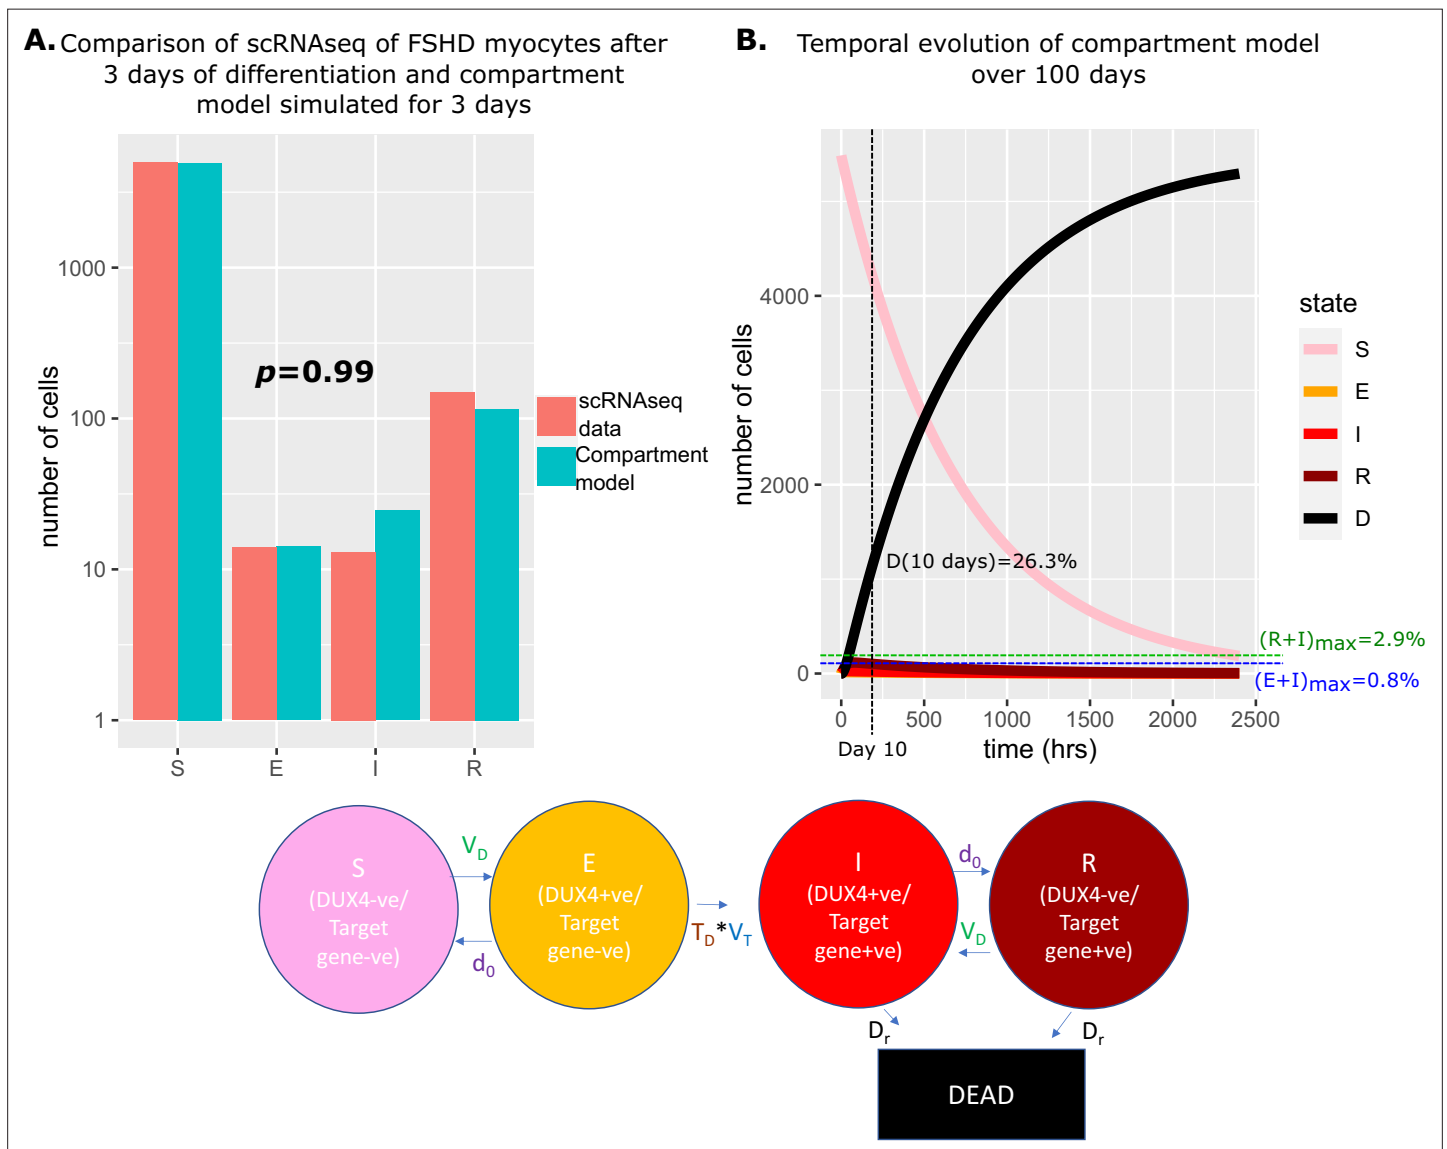 A. Comparison of scRNAseq of FSHD myocytes after
3 days of differentiation and compartment
model simulated for 3 days
number of cells
1000
100
10
1
p=0.99
S
E
I
R
scRNAseq
data
Compartment
model
B. Temporal evolution of compartment model
over 100 days
number of cells
4000
2000
0
D(10 days)=26.3%
(R+I)max=2.9%
(E+I)max=0.8%
0
500
1000
1500
2000
2500
Day 10
time (hrs)
state
S
E
I
R
D
S
(DUX4-ve/
Target
gene-ve)
VD
d0
E
(DUX4+ve/
Target
gene-ve)
TD*VT
I
(DUX4+ve/
Target
gene+ve)
d0
VD
R
(DUX4-ve/
Target
gene+ve)
Dr
Dr
DEAD